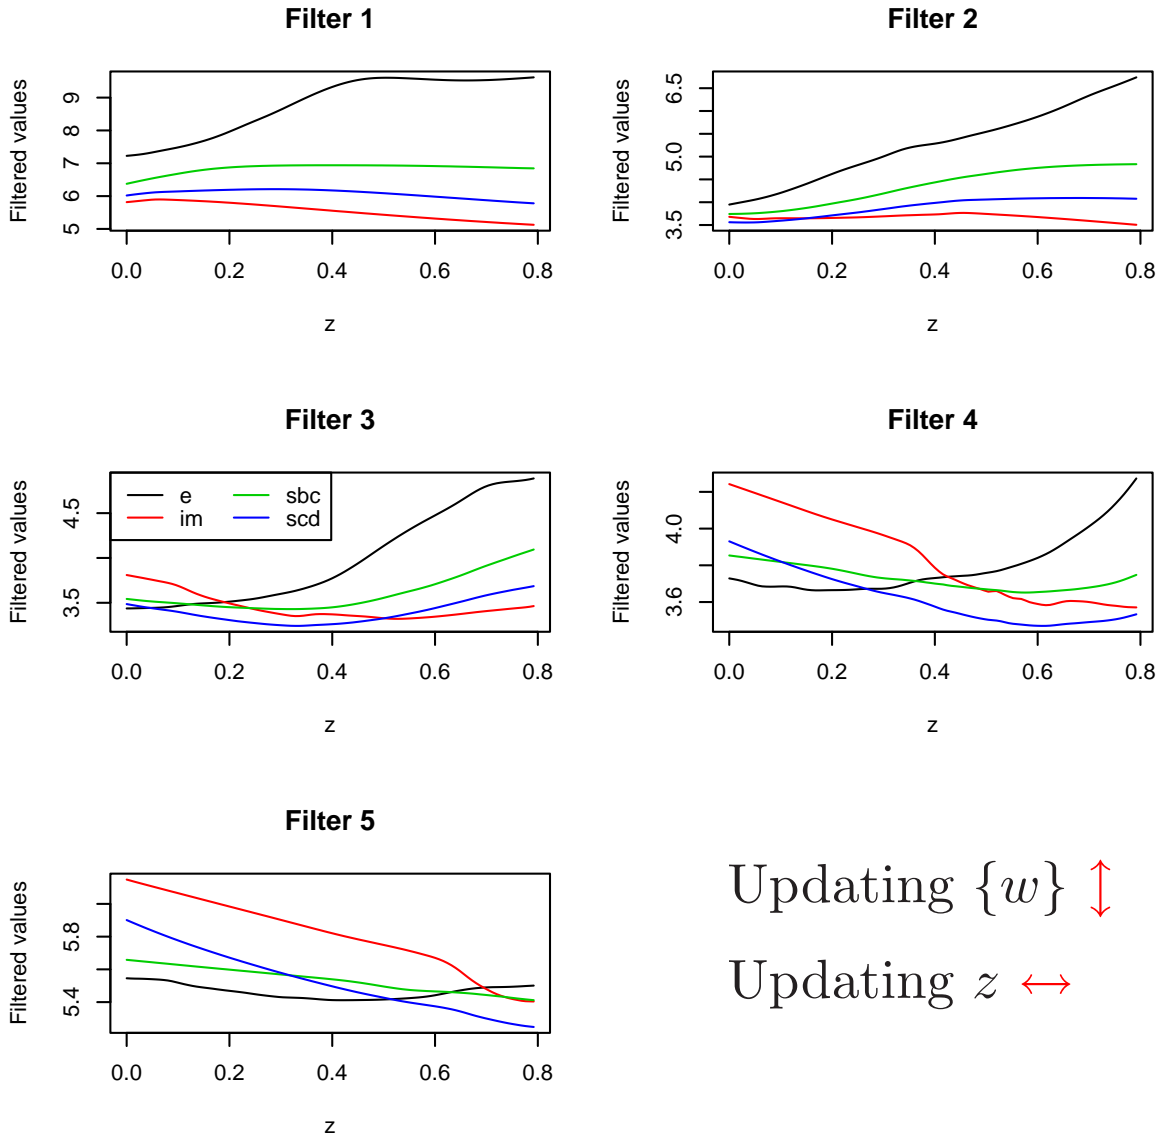 Filter 1
Filtered values
5 6 7 8 9
0.0 0.2 0.4 0.6 0.8
z
Filter 2
Filtered values
3.5 5.0 6.5
0.0 0.2 0.4 0.6 0.8
z
Filter 3
Filtered values
3.5 4.5
e sbc
im scd
0.0 0.2 0.4 0.6 0.8
z
Filter 4
Filtered values
3.6 4.0
0.0 0.2 0.4 0.6 0.8
z
Filter 5
Filtered values
5.4 5.8
0.0 0.2 0.4 0.6 0.8
z
Updating {w} ↕
Updating z ↔